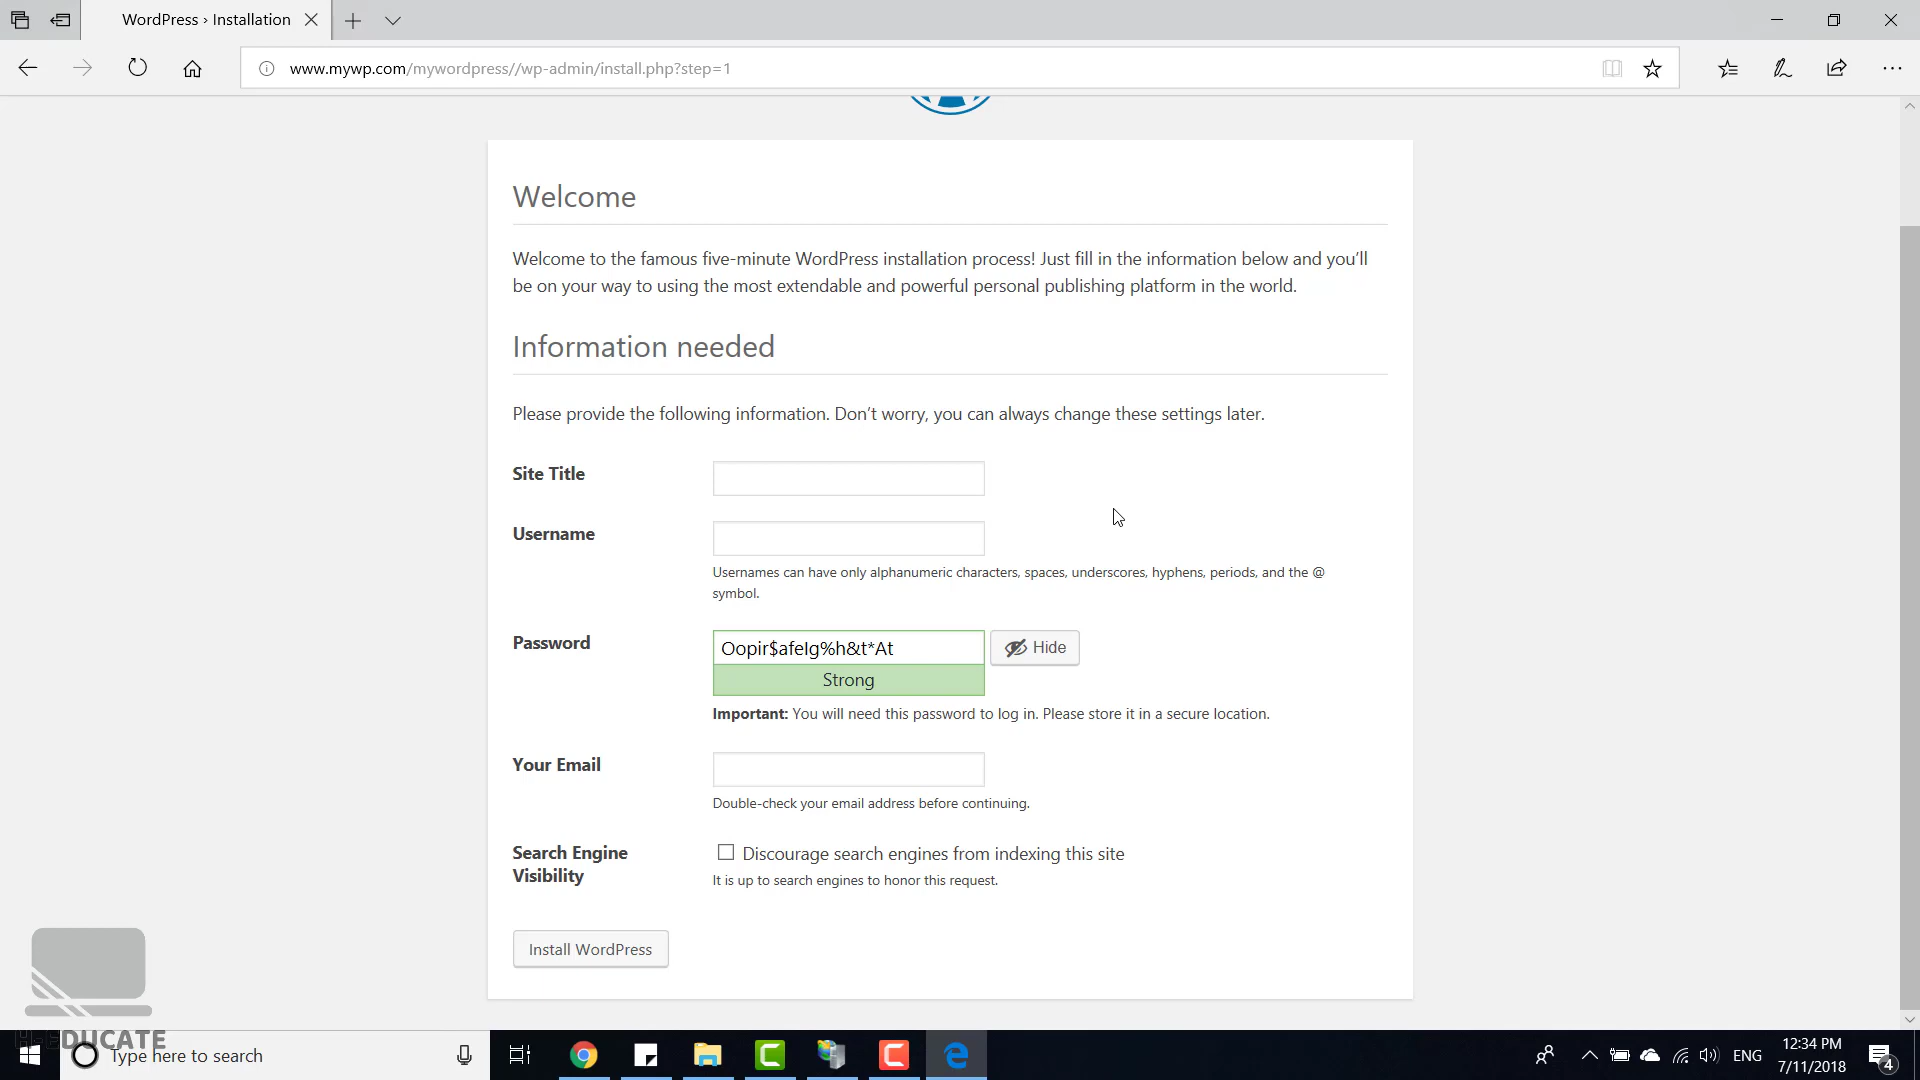 WordPress › Installation
www.mywp.com/mywordpress//wp-admin/install.php?step=1
Welcome
Welcome to the famous five-minute WordPress installation process! Just fill in the information below and you’ll
be on your way to using the most extendable and powerful personal publishing platform in the world.
Information needed
Please provide the following information. Don’t worry, you can always change these settings later.
Site Title
Username
Usernames can have only alphanumeric characters, spaces, underscores, hyphens, periods, and the @
symbol.
Password
Oopir$afeIg%h&t*At
Hide
Strong
Important: You will need this password to log in. Please store it in a secure location.
Your Email
Double-check your email address before continuing.
Search Engine
Visibility
Discourage search engines from indexing this site
It is up to search engines to honor this request.
Install WordPress
H-EDUCATE
Type here to search
ENG
12:34 PM
7/11/2018
4